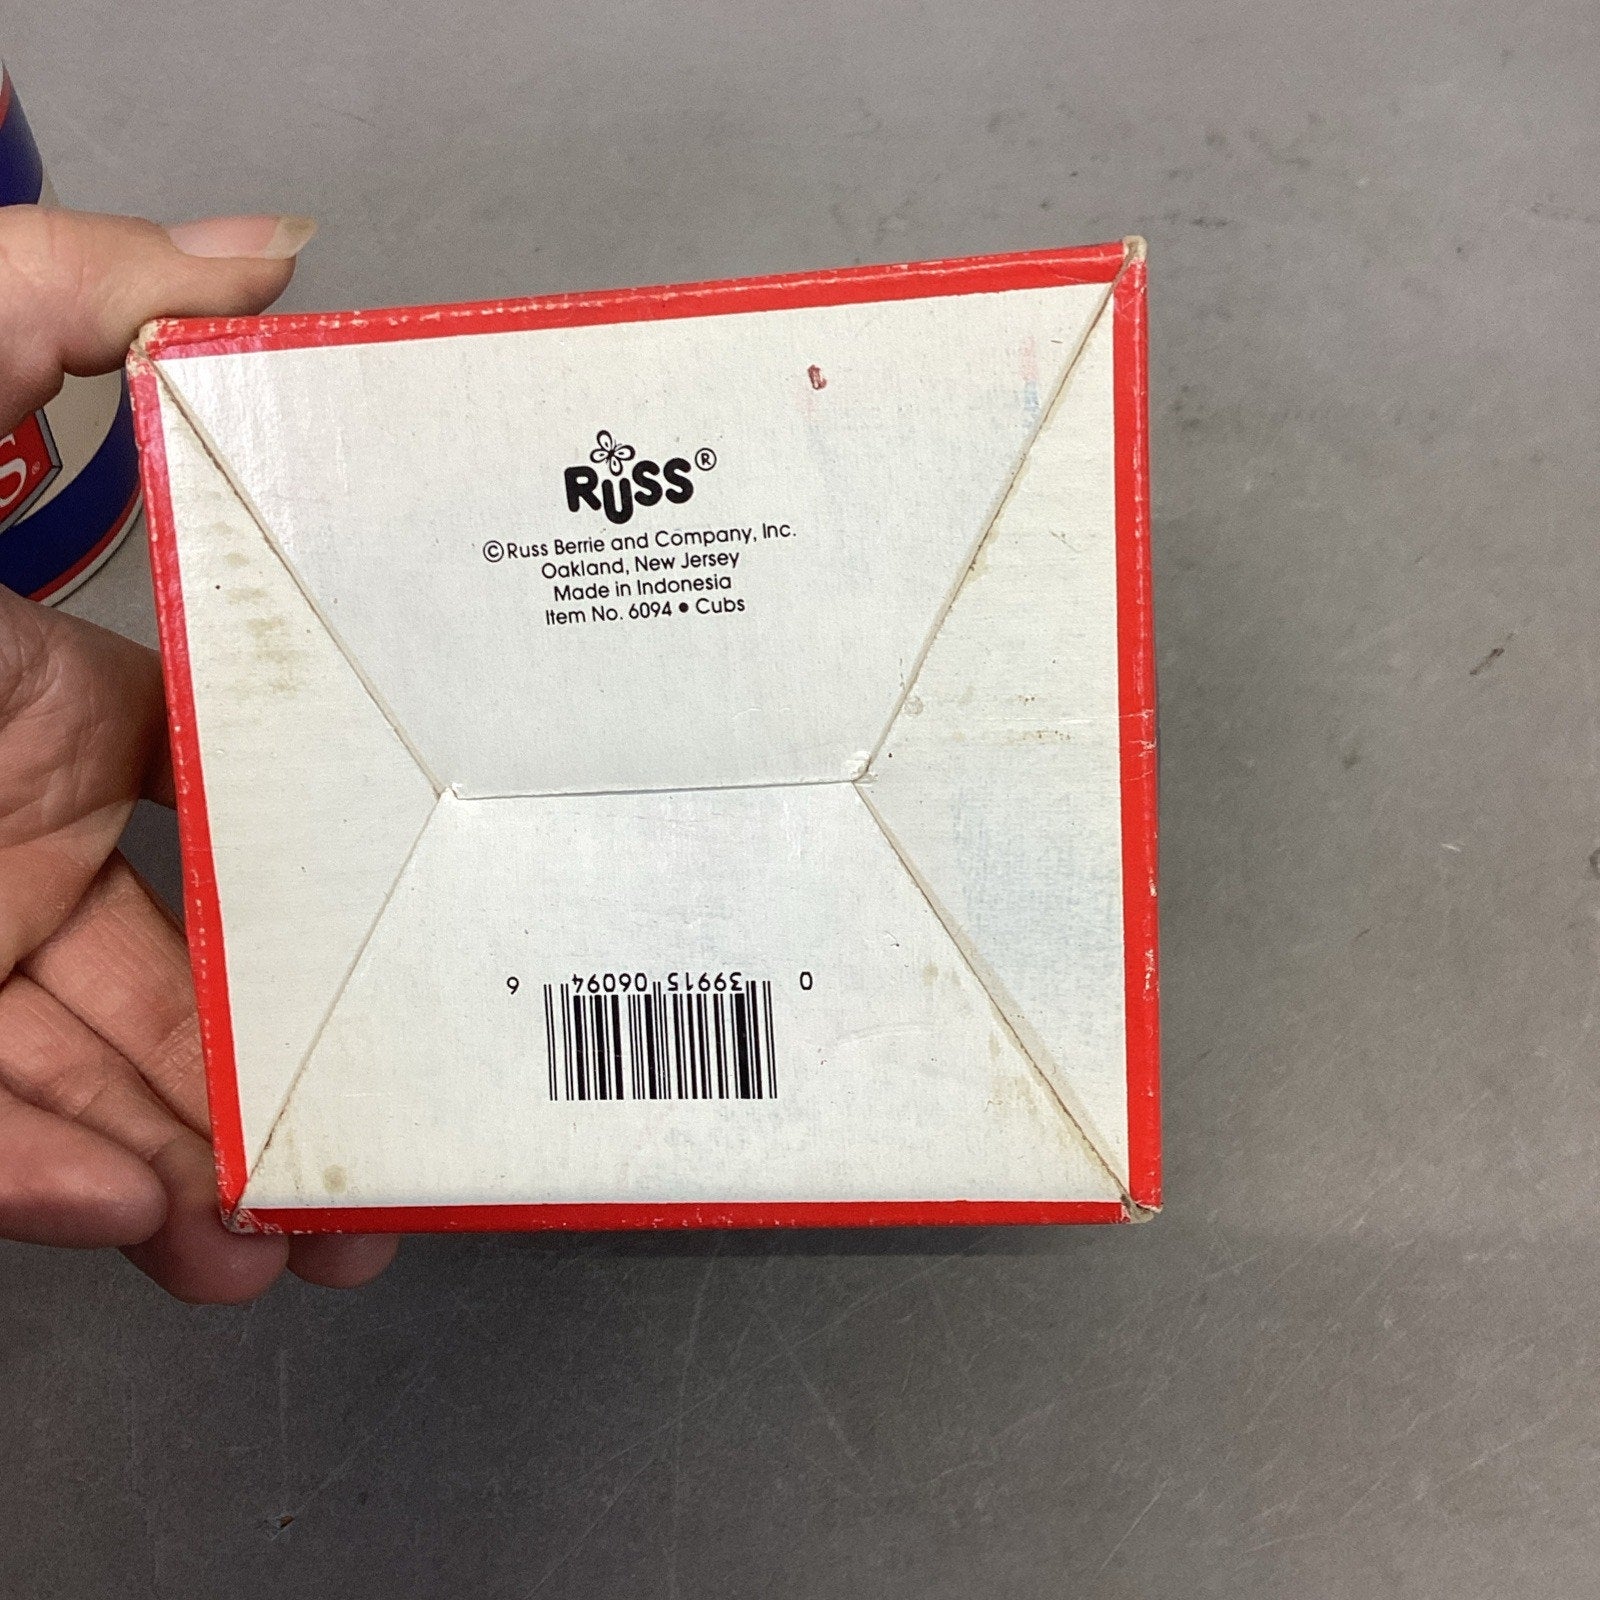 RUSS®
©Russ Berrie and Company, Inc.
Oakland, New Jersey
Made in Indonesia
Item No. 6094 • Cubs
0 39915 06094 6
S®